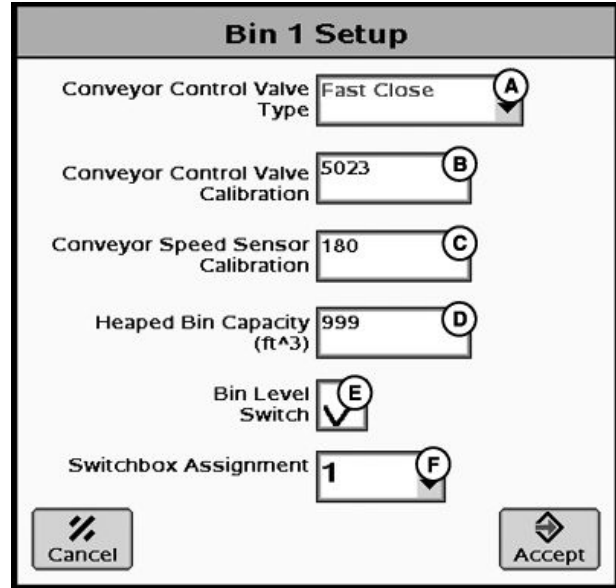 Bin 1 Setup
Conveyor Control Valve Fast Close A
Type
Conveyor Control Valve 5023 B
Calibration
Conveyor Speed Sensor 180 C
Calibration
Heaped Bin Capacity 999 D
(ft^3)
Bin Level E
Switch
Switchbox Assignment 1 F
Cancel Accept